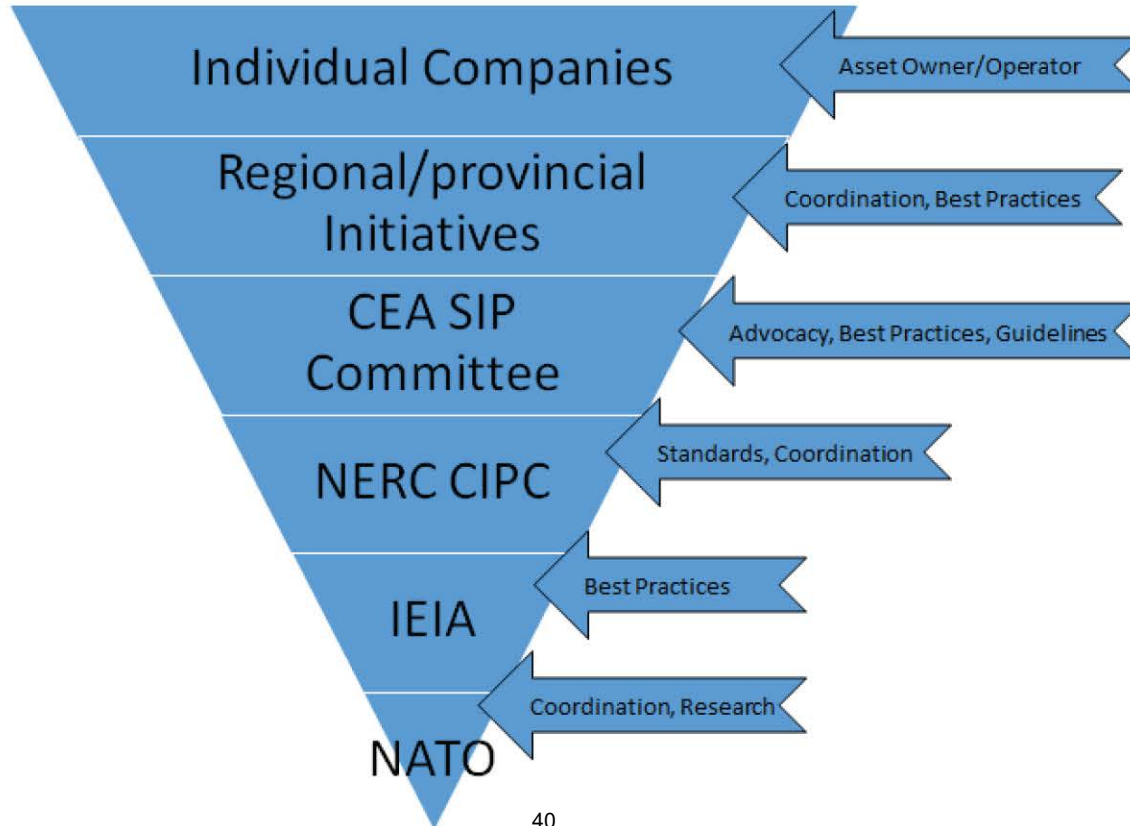 Individual Companies
Asset Owner/Operator
Regional/provincial
Initiatives
Coordination, Best Practices
CEA SIP
Committee
Advocacy, Best Practices, Guidelines
NERC CIPC
Standards, Coordination
IEIA
Best Practices
NATO
Coordination, Research
40